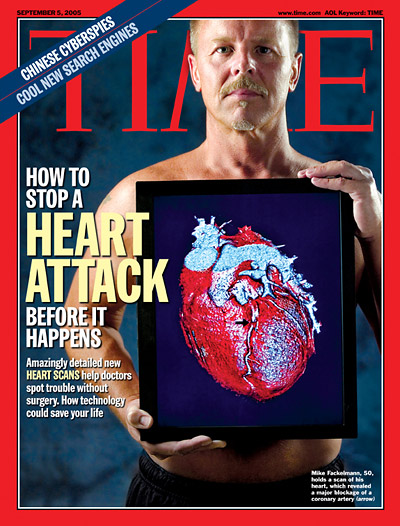 SEPTEMBER 5, 2005
www.time.com AOL Keyword: TIME
CHINESE CYBERSPIES
COOL NEW SEARCH ENGINES
TIME
HOW TO
STOP A
HEART
ATTACK
BEFORE IT
HAPPENS
Amazingly detailed new
HEART SCANS help doctors
spot trouble without
surgery. How technology
could save your life
Mike Fackelmann, 50,
holds a scan of his
heart, which revealed
a major blockage of a
coronary artery (arrow)